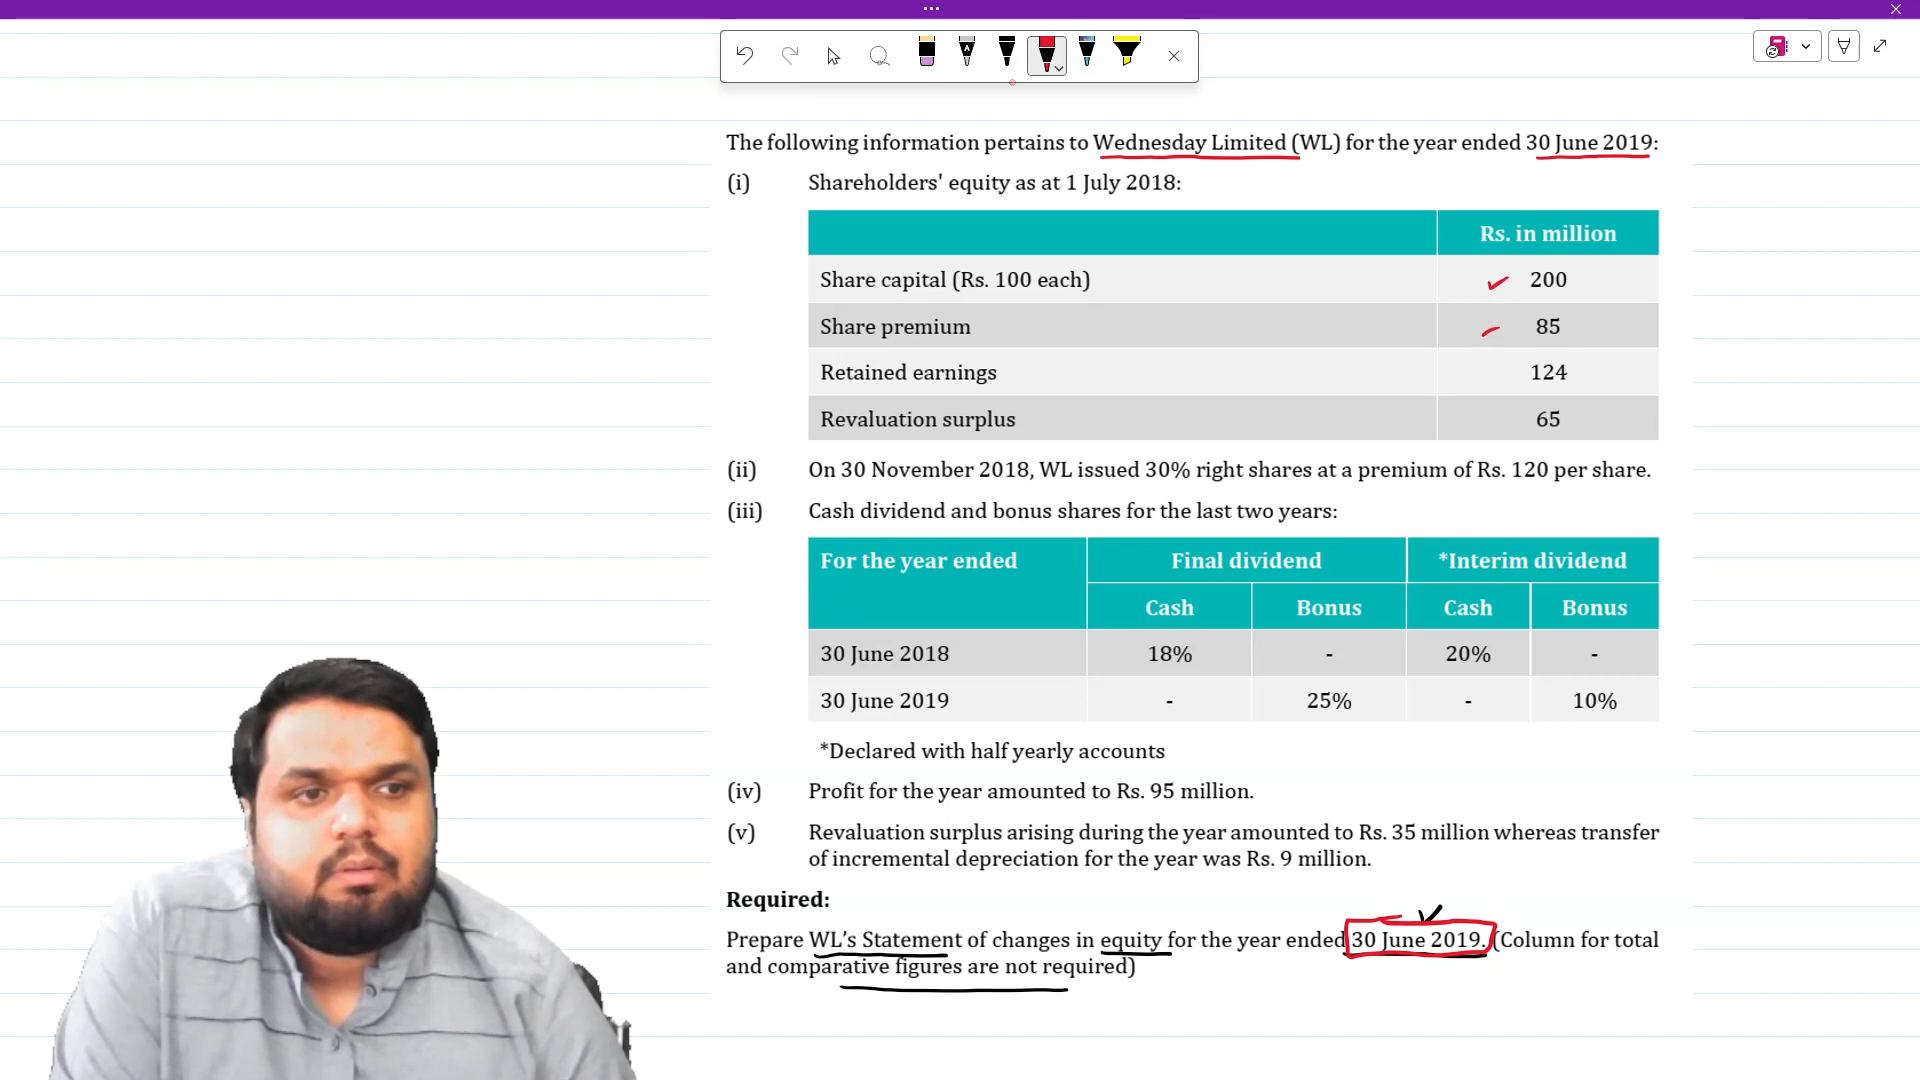 The following information pertains to Wednesday Limited (WL) for the year ended 30 June 2019:
(i) Shareholders' equity as at 1 July 2018:
Rs. in million
Share capital (Rs. 100 each) 200
Share premium 85
Retained earnings 124
Revaluation surplus 65
(ii) On 30 November 2018, WL issued 30% right shares at a premium of Rs. 120 per share.
(iii) Cash dividend and bonus shares for the last two years:
For the year ended Final dividend *Interim dividend
Cash Bonus Cash Bonus
30 June 2018 18% - 20% -
30 June 2019 - 25% - 10%
*Declared with half yearly accounts
(iv) Profit for the year amounted to Rs. 95 million.
(v) Revaluation surplus arising during the year amounted to Rs. 35 million whereas transfer
of incremental depreciation for the year was Rs. 9 million.
Required:
Prepare WL's Statement of changes in equity for the year ended 30 June 2019. (Column for total
and comparative figures are not required)